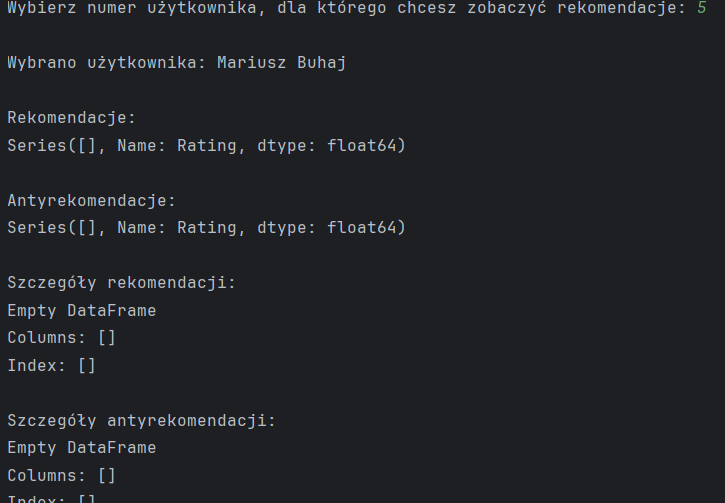 Wybierz numer użytkownika, dla którego chcesz zobaczyć rekomendacje: 5
Wybrano użytkownika: Mariusz Buhaj
Rekomendacje:
Series([], Name: Rating, dtype: float64)
Antyrekomendacje:
Series([], Name: Rating, dtype: float64)
Szczegóły rekomendacji:
Empty DataFrame
Columns: []
Index: []
Szczegóły antyrekomendacji:
Empty DataFrame
Columns: []
Index: []